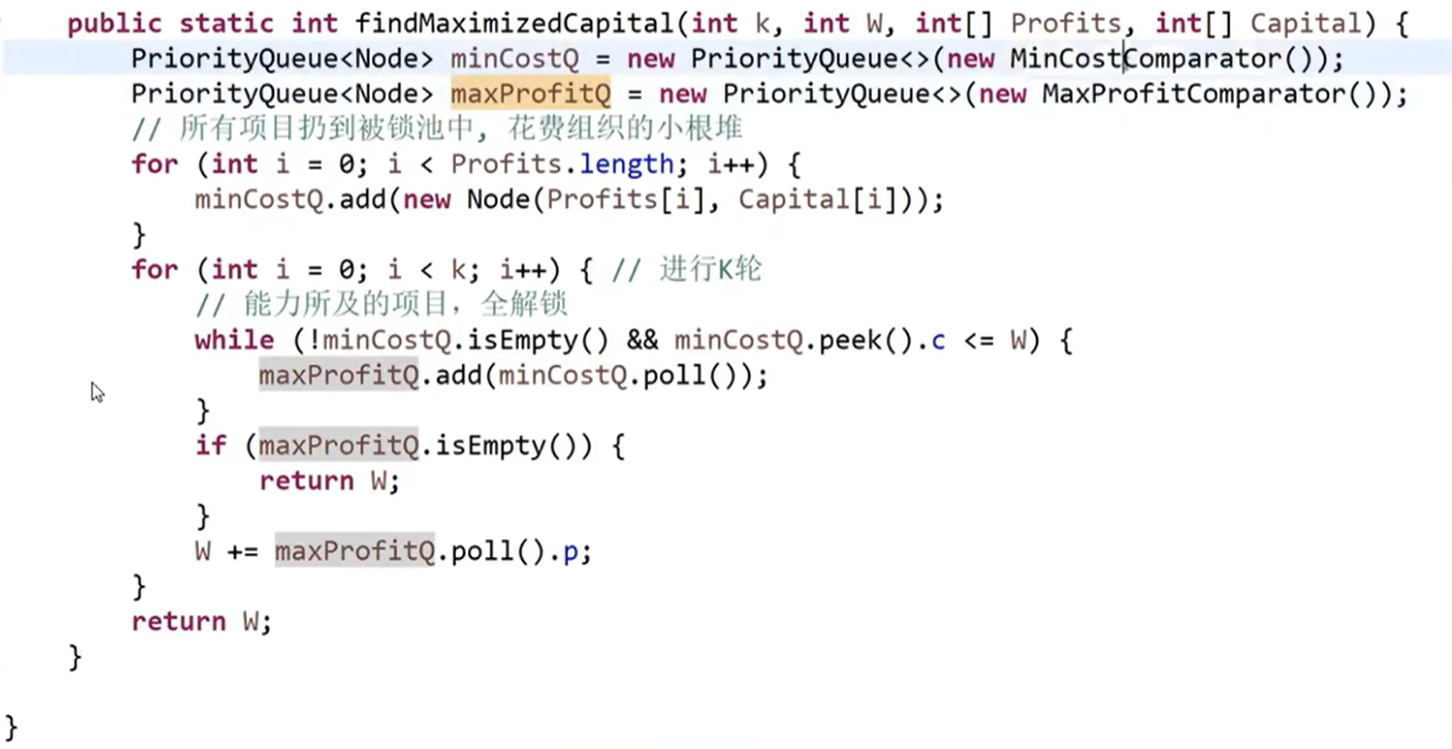 public static int findMaximizedCapital(int k, int W, int[] Profits, int[] Capital) {
PriorityQueue<Node> minCostQ = new PriorityQueue<>(new MinCostComparator());
PriorityQueue<Node> maxProfitQ = new PriorityQueue<>(new MaxProfitComparator());
// 所有项目扔到被锁池中, 花费组织的小根堆
for (int i = 0; i < Profits.length; i++) {
minCostQ.add(new Node(Profits[i], Capital[i]));
}
for (int i = 0; i < k; i++) { // 进行K轮
// 能力所及的项目, 全解锁
while (!minCostQ.isEmpty() && minCostQ.peek().c <= W) {
maxProfitQ.add(minCostQ.poll());
}
if (maxProfitQ.isEmpty()) {
return W;
}
W += maxProfitQ.poll().p;
}
return W;
}
}